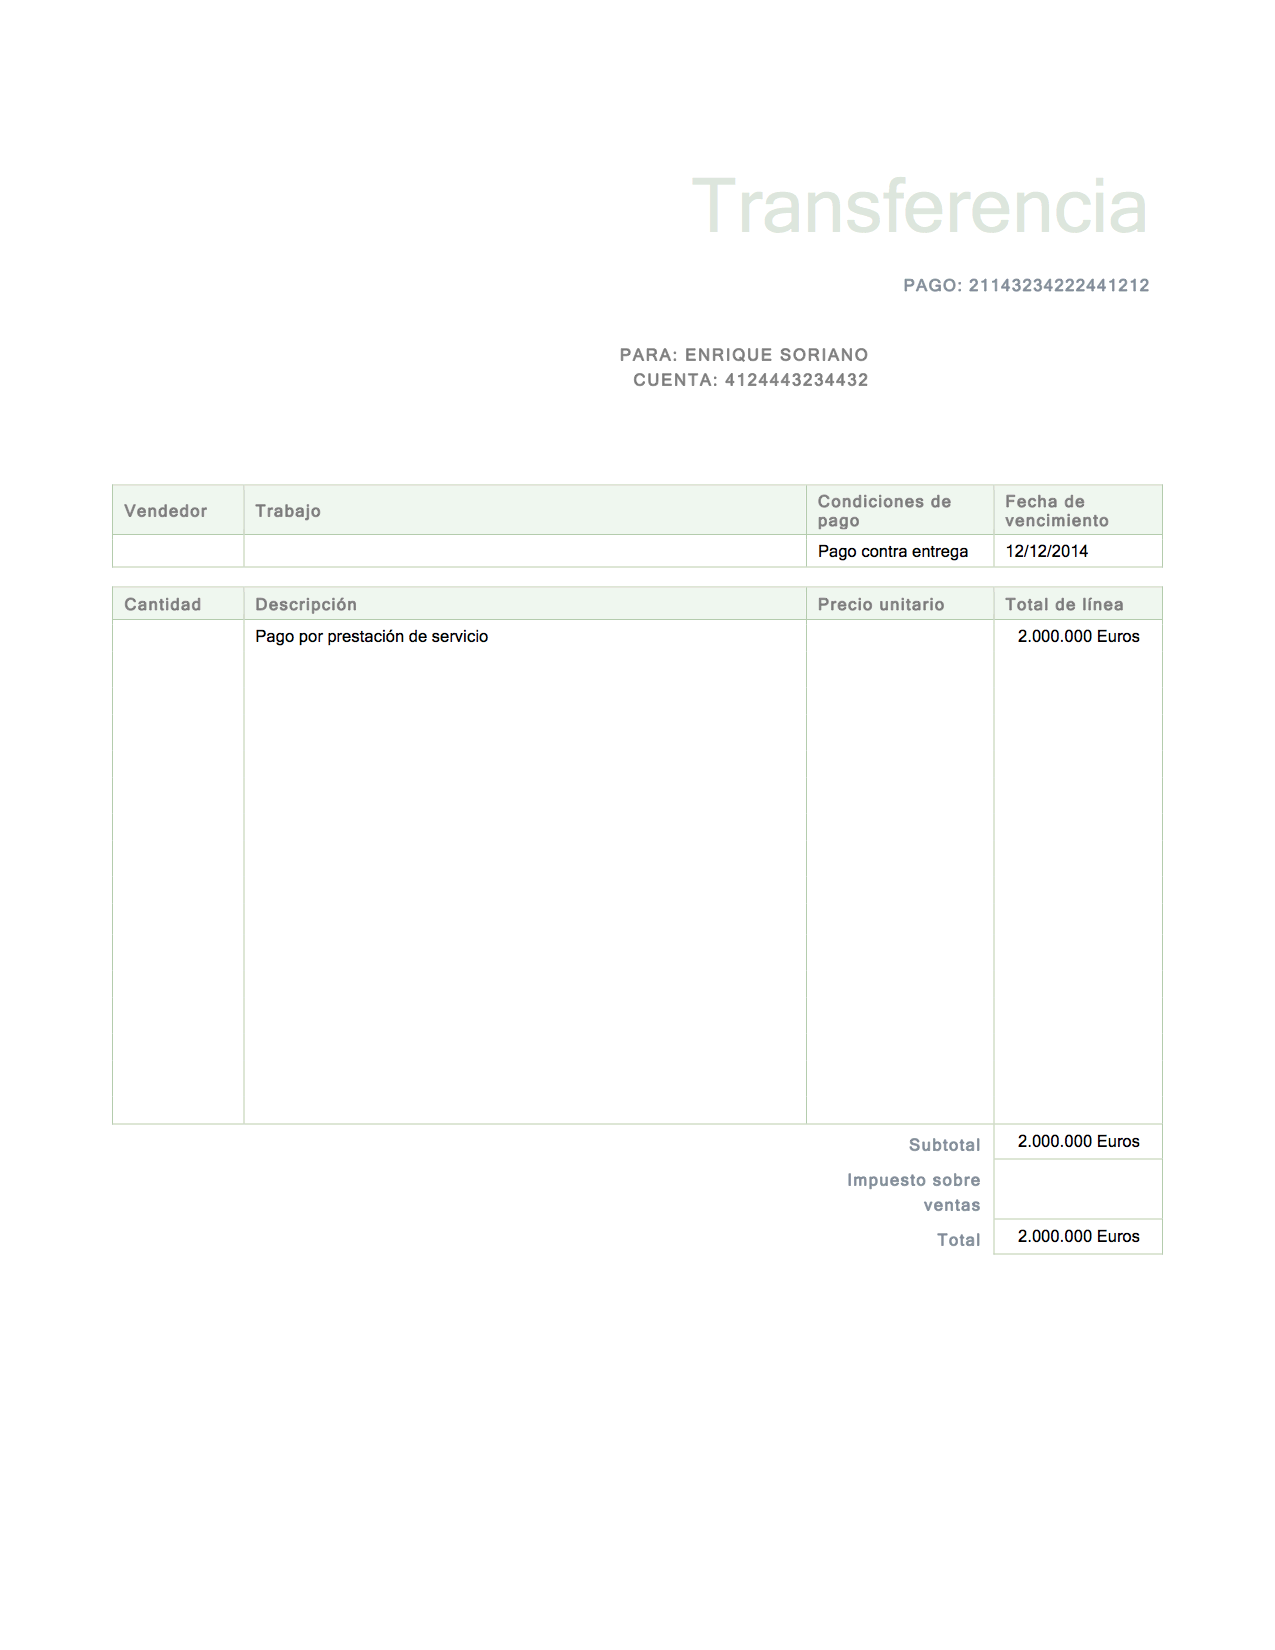 Transferencia
PAGO: 21143234222441212
PARA: ENRIQUE SORIANO
CUENTA: 4124443234432
Vendedor Trabajo Condiciones de pago Fecha de vencimiento
Pago contra entrega 12/12/2014
Cantidad Descripción Precio unitario Total de línea
Pago por prestación de servicio 2.000.000 Euros
Subtotal 2.000.000 Euros
Impuesto sobre
ventas
Total 2.000.000 Euros